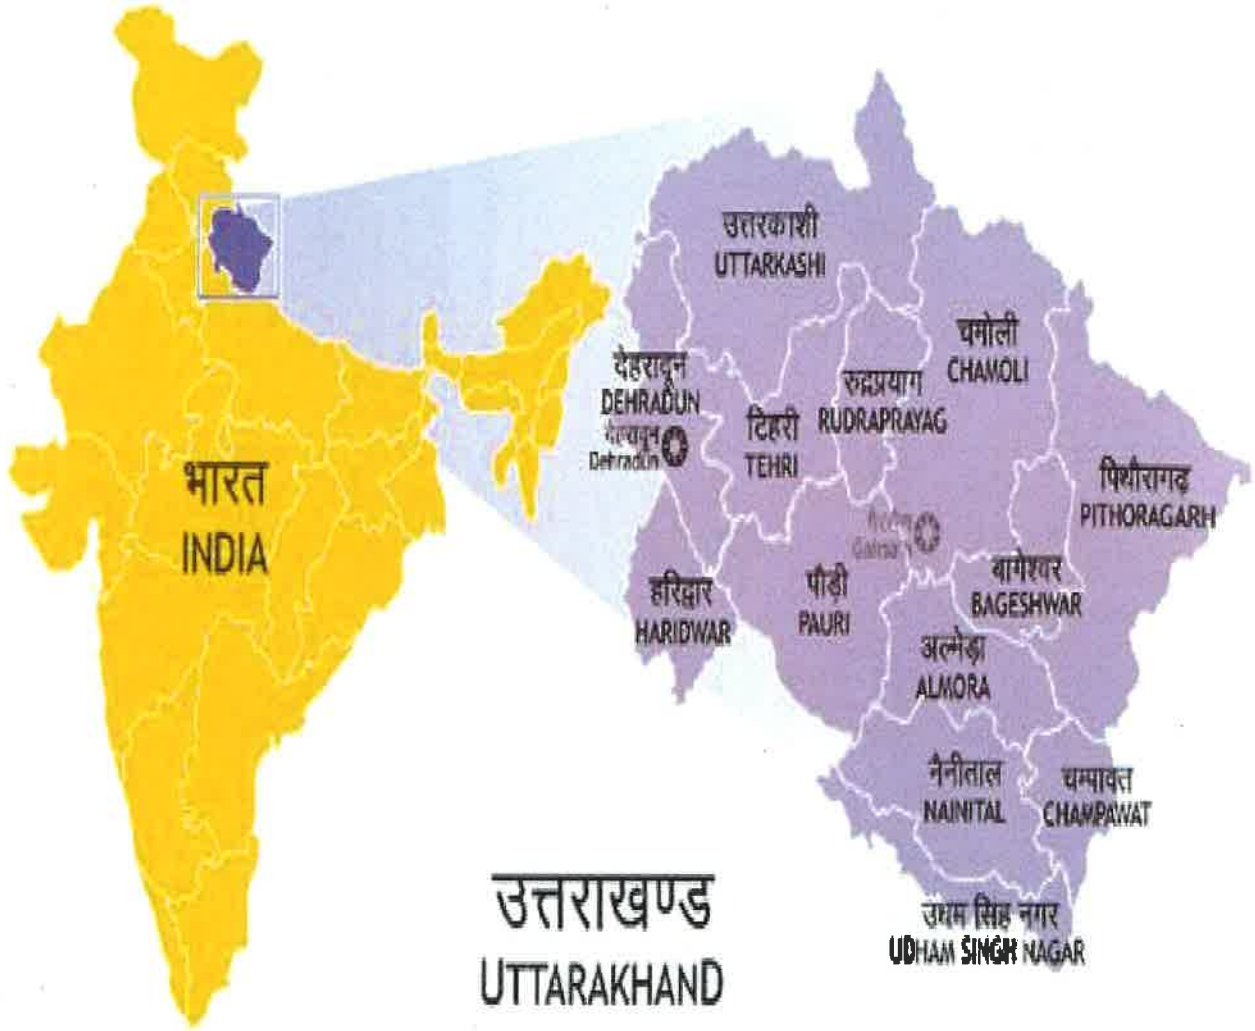 उत्तरकाशी
UTTARKASHI
चमोली
CHAMOLI
देहरादून
DEHRADUN
Dehradun
रुद्रप्रयाग
RUDRAPRAYAG
टिहरी
TEHRI
पिथौरागढ़
PITHORAGARH
भारत
INDIA
हरिद्वार
HARIDWAR
पौड़ी
PAURI
बागेश्वर
BAGESHWAR
अल्मोड़ा
ALMORA
नैनीताल
NAINITAL
चम्पावत
CHAMPAWAT
उधम सिंह नगर
UDHAM SINGH NAGAR
उत्तराखण्ड
UTTARAKHAND